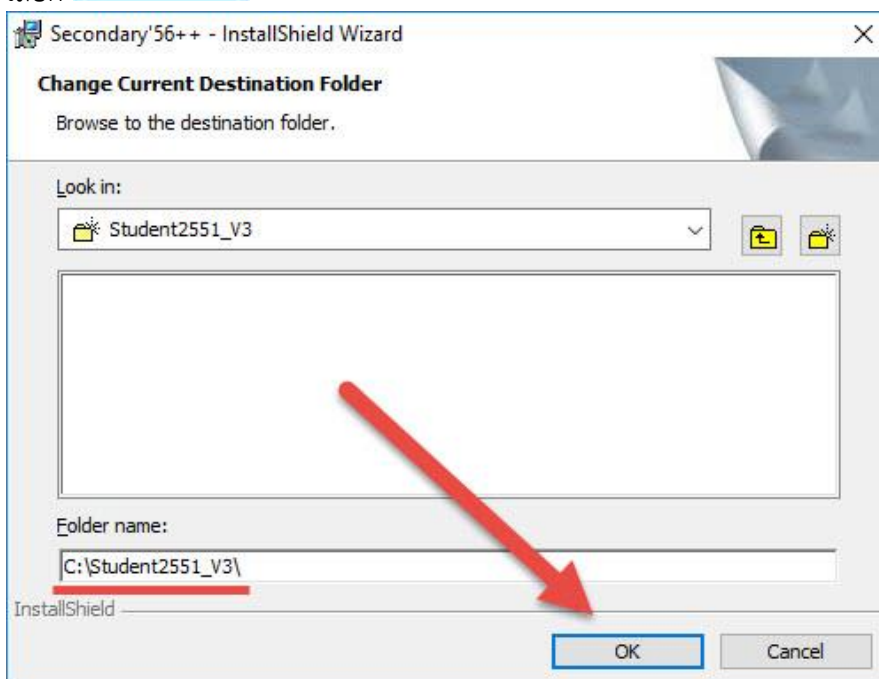 Secondary'56++ - InstallShield Wizard
Change Current Destination Folder
Browse to the destination folder.
Look in:
Student2551_V3
Folder name:
C:\Student2551_V3\
InstallShield
OK Cancel